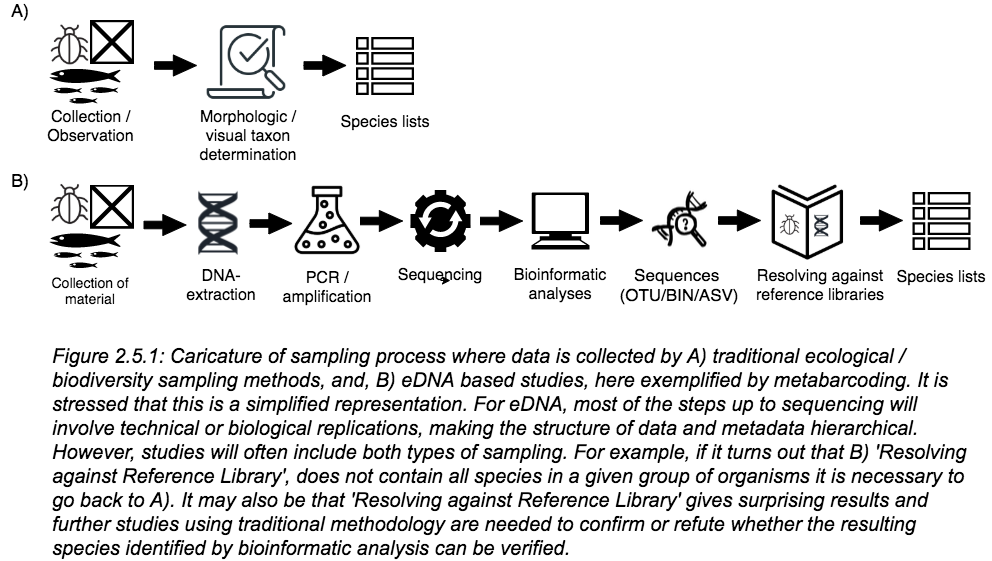 A)
Collection /
Observation
Morphologic /
visual taxon
determination
Species lists
B)
Collection of
material
DNA-
extraction
PCR /
amplification
Sequencing
Bioinformatic
analyses
Sequences
(OTU/BIN/ASV)
Resolving against
reference libraries
Species lists
Figure 2.5.1: Caricature of sampling process where data is collected by A) traditional ecological /
biodiversity sampling methods, and, B) eDNA based studies, here exemplified by metabarcoding. It is
stressed that this is a simplified representation. For eDNA, most of the steps up to sequencing will
involve technical or biological replications, making the structure of data and metadata hierarchical.
However, studies will often include both types of sampling. For example, if it turns out that B) 'Resolving
against Reference Library', does not contain all species in a given group of organisms it is necessary to
go back to A). It may also be that 'Resolving against Reference Library' gives surprising results and
further studies using traditional methodology are needed to confirm or refute whether the resulting
species identified by bioinformatic analysis can be verified.